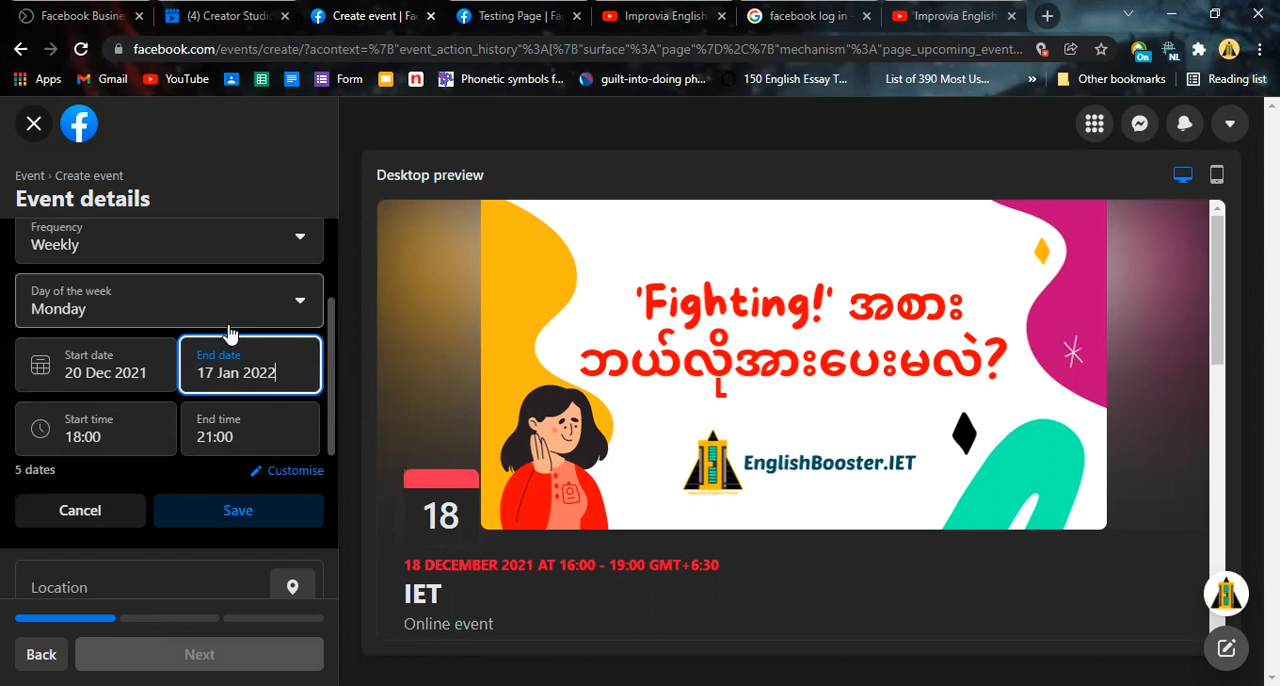 Facebook Busine
(4) Creator Studi
Create event | Fa
Testing Page | Fa
Improvia English
facebook log in -
Improvia English
facebook.com/events/create/?acontext=%7B"event_action_history"%3A[%7B"surface"%3A"page"%7D%2C%7B"mechanism"%3A"page_upcoming_event...
On
NL
Apps
Gmail
YouTube
Form
Phonetic symbols f...
guilt-into-doing ph...
150 English Essay T...
List of 390 Most Us...
»
Other bookmarks
Reading list
Event › Create event
Event details
Desktop preview
Frequency
Weekly
Day of the week
Monday
Start date
20 Dec 2021
End date
17 Jan 2022
Start time
18:00
End time
21:00
5 dates
Customise
Cancel
Save
Location
Back
Next
'Fighting!' အစား
ဘယ်လိုအားပေးမလဲ?
EnglishBooster.IET
18
18 DECEMBER 2021 AT 16:00 - 19:00 GMT+6:30
IET
Online event